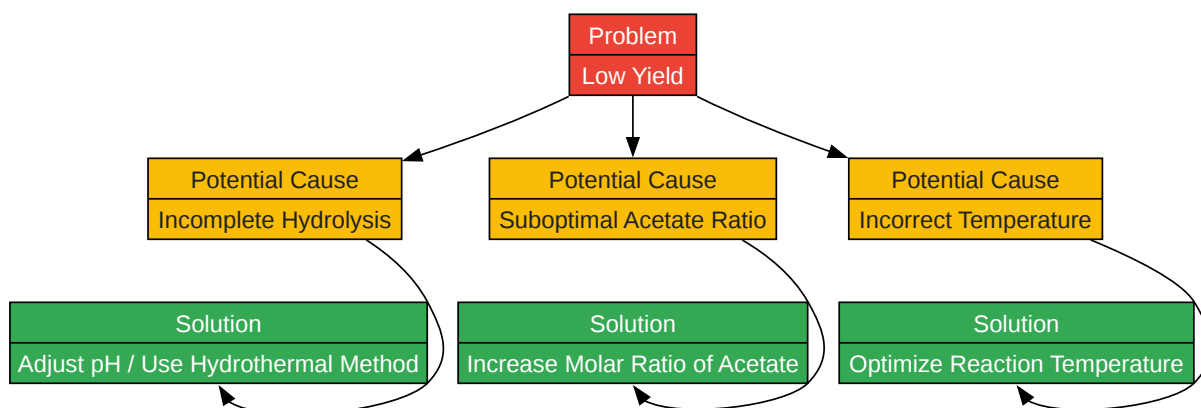 Problem
Low Yield
Potential Cause
Incomplete Hydrolysis
Potential Cause
Suboptimal Acetate Ratio
Potential Cause
Incorrect Temperature
Solution
Adjust pH / Use Hydrothermal Method
Solution
Increase Molar Ratio of Acetate
Solution
Optimize Reaction Temperature